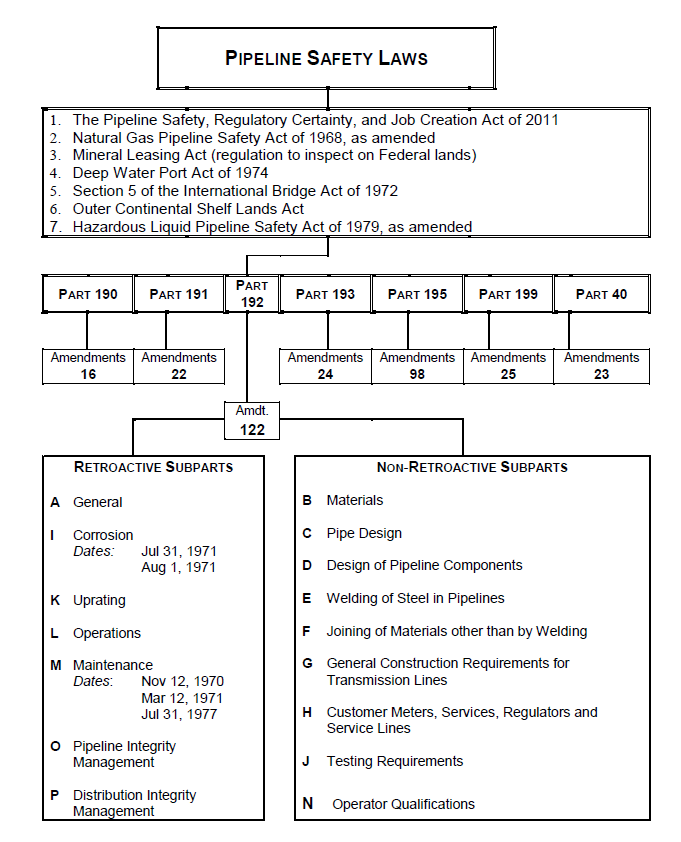 PIPELINE SAFETY LAWS
1. The Pipeline Safety, Regulatory Certainty, and Job Creation Act of 2011
2. Natural Gas Pipeline Safety Act of 1968, as amended
3. Mineral Leasing Act (regulation to inspect on Federal lands)
4. Deep Water Port Act of 1974
5. Section 5 of the International Bridge Act of 1972
6. Outer Continental Shelf Lands Act
7. Hazardous Liquid Pipeline Safety Act of 1979, as amended
PART 190
PART 191
PART
192
PART 193
PART 195
PART 199
PART 40
Amendments
16
Amendments
22
Amendments
24
Amendments
98
Amendments
25
Amendments
23
Amdt.
122
RETROACTIVE SUBPARTS
A General
I Corrosion
Dates: Jul 31, 1971
Aug 1, 1971
K Uprating
L Operations
M Maintenance
Dates: Nov 12, 1970
Mar 12, 1971
Jul 31, 1977
O Pipeline Integrity
Management
P Distribution Integrity
Management
NON-RETROACTIVE SUBPARTS
B Materials
C Pipe Design
D Design of Pipeline Components
E Welding of Steel in Pipelines
F Joining of Materials other than by Welding
G General Construction Requirements for
Transmission Lines
H Customer Meters, Services, Regulators and
Service Lines
J Testing Requirements
N Operator Qualifications